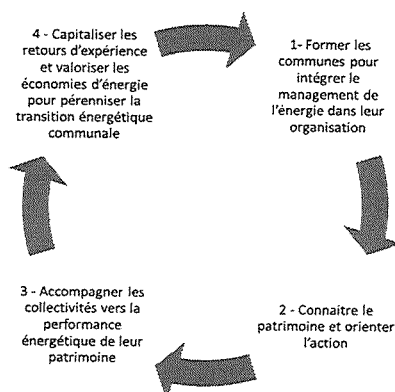 4 - Capitaliser les
retours d'expérience
et valoriser les
économies d'énergie
pour pérenniser la
transition énergétique
communale
1- Former les
communes pour
intégrer le
management de
l'énergie dans leur
organisation
2 - Connaitre le
patrimoine et orienter
l'action
3 - Accompagner les
collectivités vers la
performance
énergétique de leur
patrimoine